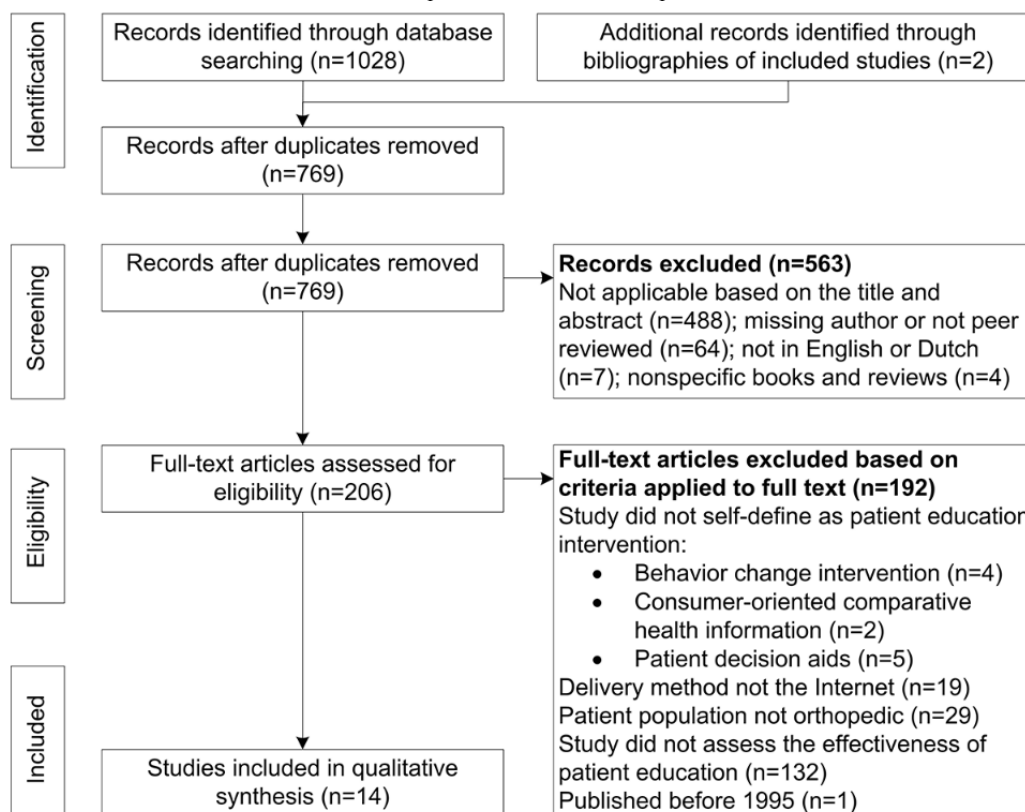 Identification
Records identified through database
searching (n=1028)
Additional records identified through
bibliographies of included studies (n=2)
Records after duplicates removed
(n=769)
Screening
Records after duplicates removed
(n=769)
Records excluded (n=563)
Not applicable based on the title and
abstract (n=488); missing author or not peer
reviewed (n=64); not in English or Dutch
(n=7); nonspecific books and reviews (n=4)
Eligibility
Full-text articles assessed for
eligibility (n=206)
Full-text articles excluded based on
criteria applied to full text (n=192)
Study did not self-define as patient education
intervention:
• Behavior change intervention (n=4)
• Consumer-oriented comparative
health information (n=2)
• Patient decision aids (n=5)
Delivery method not the Internet (n=19)
Patient population not orthopedic (n=29)
Study did not assess the effectiveness of
patient education (n=132)
Published before 1995 (n=1)
Included
Studies included in qualitative
synthesis (n=14)